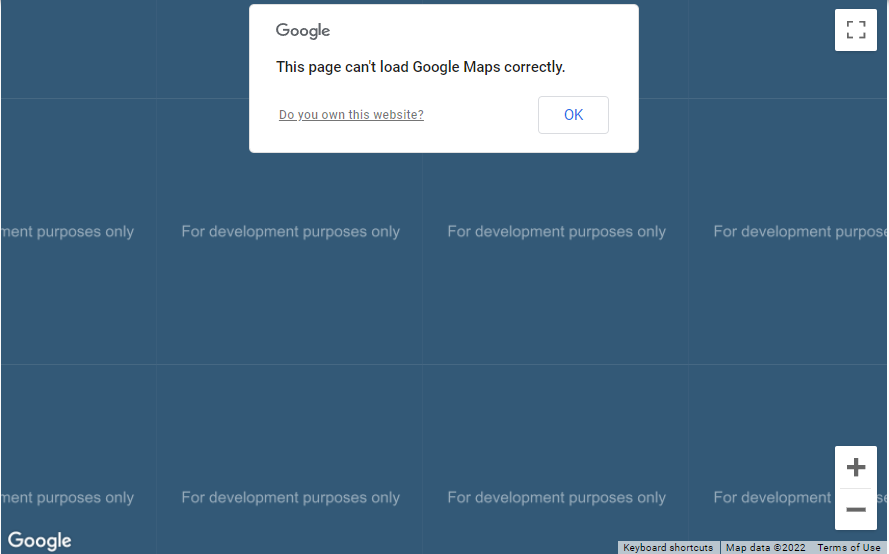 Google
This page can't load Google Maps correctly.
Do you own this website?
OK
ment purposes only
For development purposes only
For development purposes only
For development purpose
ment purposes only
For development purposes only
For development purposes only
For development purpos
Google
Keyboard shortcuts
Map data ©2022
Terms of Use